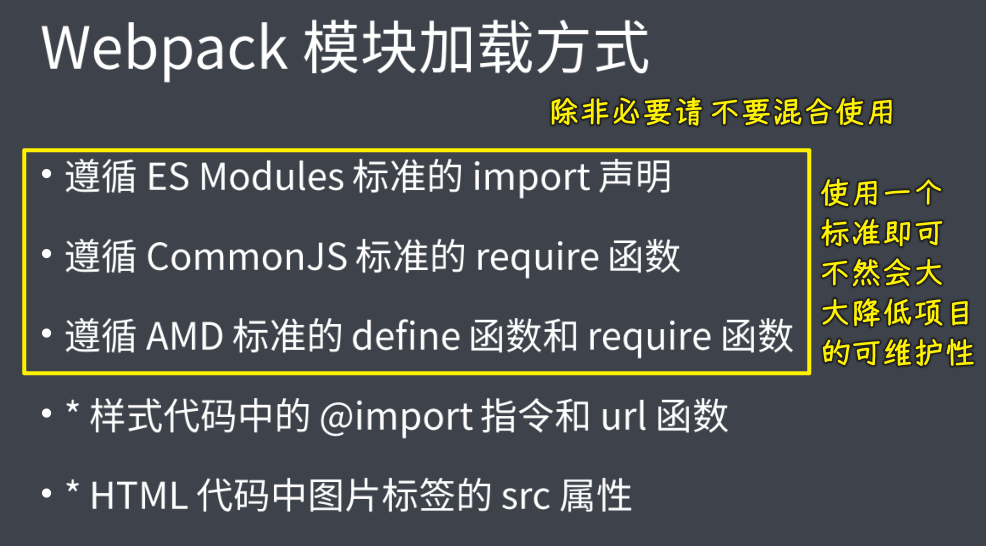 Webpack 模块加载方式
除非必要请 不要混合使用
• 遵循 ES Modules 标准的 import 声明
• 遵循 CommonJS 标准的 require 函数
• 遵循 AMD 标准的 define 函数和 require 函数
使用一个
标准即可
不然会大
大降低项目
的可维护性
• * 样式代码中的 @import 指令和 url 函数
• * HTML 代码中图片标签的 src 属性